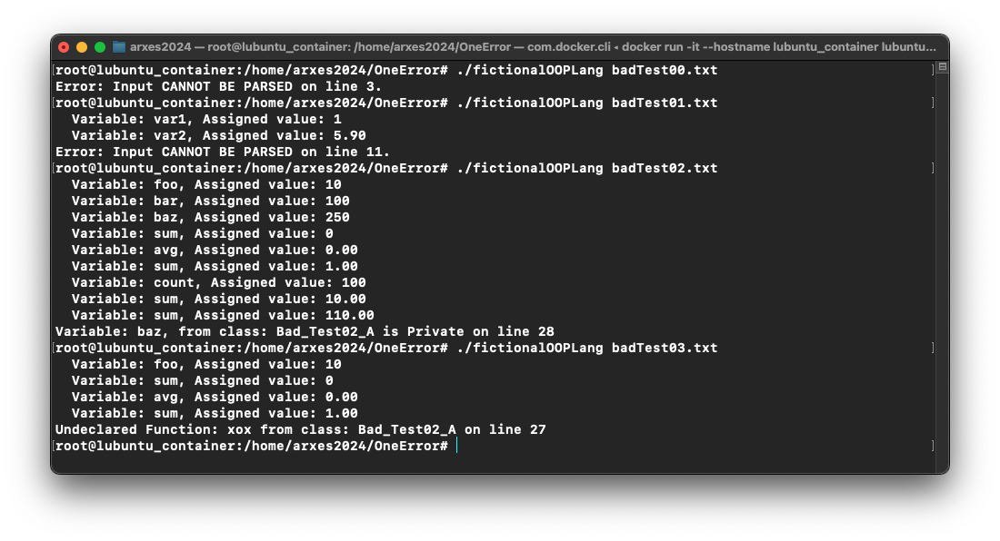 arxes2024 — root@lubuntu_container: /home/arxes2024/OneError — com.docker.cli ◂ docker run -it --hostname lubuntu_container lubuntu...
[root@lubuntu_container:/home/arxes2024/OneError# ./fictionalOOPLang badTest00.txt ]
Error: Input CANNOT BE PARSED on line 3.
[root@lubuntu_container:/home/arxes2024/OneError# ./fictionalOOPLang badTest01.txt ]
Variable: var1, Assigned value: 1
Variable: var2, Assigned value: 5.90
Error: Input CANNOT BE PARSED on line 11.
[root@lubuntu_container:/home/arxes2024/OneError# ./fictionalOOPLang badTest02.txt ]
Variable: foo, Assigned value: 10
Variable: bar, Assigned value: 100
Variable: baz, Assigned value: 250
Variable: sum, Assigned value: 0
Variable: avg, Assigned value: 0.00
Variable: sum, Assigned value: 1.00
Variable: count, Assigned value: 100
Variable: sum, Assigned value: 10.00
Variable: sum, Assigned value: 110.00
Variable: baz, from class: Bad_Test02_A is Private on line 28
[root@lubuntu_container:/home/arxes2024/OneError# ./fictionalOOPLang badTest03.txt ]
Variable: foo, Assigned value: 10
Variable: sum, Assigned value: 0
Variable: avg, Assigned value: 0.00
Variable: sum, Assigned value: 1.00
Undeclared Function: xox from class: Bad_Test02_A on line 27
[root@lubuntu_container:/home/arxes2024/OneError# ]